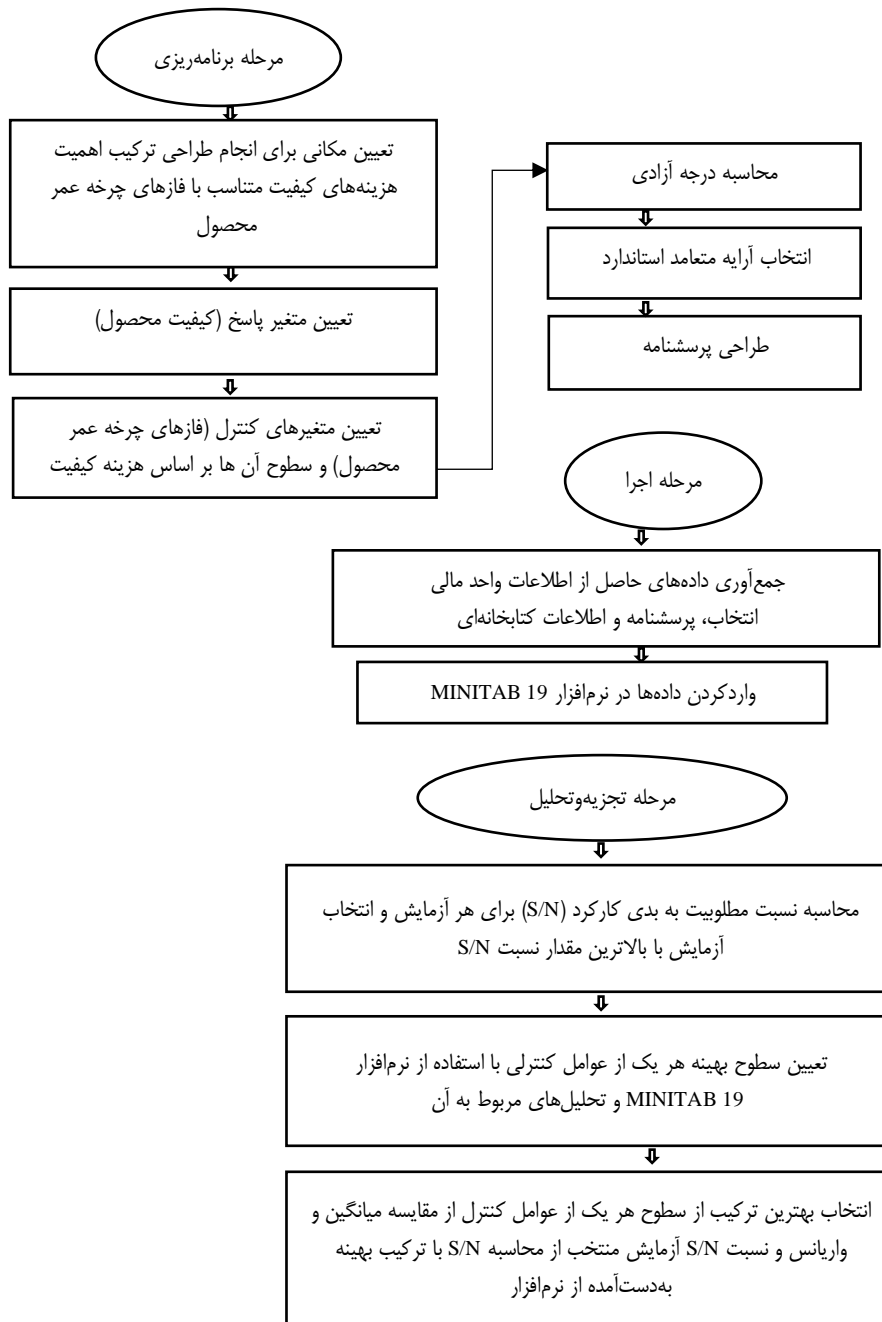 مرحله برنامه‌ریزی
تعیین مکانی برای انجام طراحی ترکیب اهمیت
هزینه‌های کیفیت متناسب با فازهای چرخه عمر
محصول
تعیین متغیر پاسخ (کیفیت محصول)
تعیین متغیرهای کنترل (فازهای چرخه عمر
محصول) و سطوح آن ها بر اساس هزینه کیفیت
محاسبه درجه آزادی
انتخاب آرایه متعامد استاندارد
طراحی پرسشنامه
مرحله اجرا
جمع‌آوری داده‌های حاصل از اطلاعات واحد مالی
انتخاب، پرسشنامه و اطلاعات کتابخانه‌ای
واردکردن داده‌ها در نرم‌افزار MINITAB 19
مرحله تجزیه‌وتحلیل
محاسبه نسبت مطلوبیت به بدی کارکرد (S/N) برای هر آزمایش و انتخاب
آزمایش با بالاترین مقدار نسبت S/N
تعیین سطوح بهینه هر یک از عوامل کنترلی با استفاده از نرم‌افزار
MINITAB 19 و تحلیل‌های مربوط به آن
انتخاب بهترین ترکیب از سطوح هر یک از عوامل کنترل از مقایسه میانگین و
واریانس و نسبت S/N آزمایش منتخب از محاسبه S/N با ترکیب بهینه
به‌دست‌آمده از نرم‌افزار